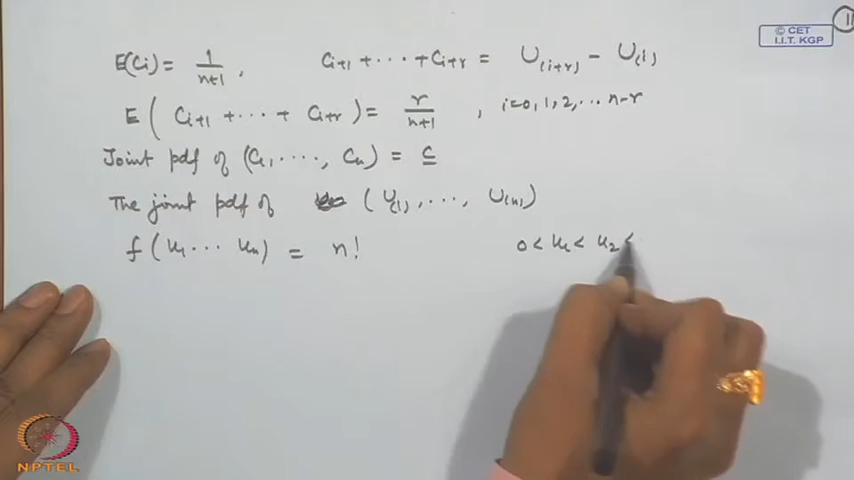 11
© CET
I.I.T. KGP
E(Ci) = 1/(n+1) , Ci+1 + ··· + Ci+r = U(i+r) - U(i)
E ( Ci+1 + ··· + Ci+r ) = r/(n+1) , i=0, 1, 2, ... n-r
Joint pdf of (C1, ····, Cn) = C
The joint pdf of ( U(1), ···, U(n) )
f (u1 ... un) = n! 0 < u1 < u2 <
NPTEL